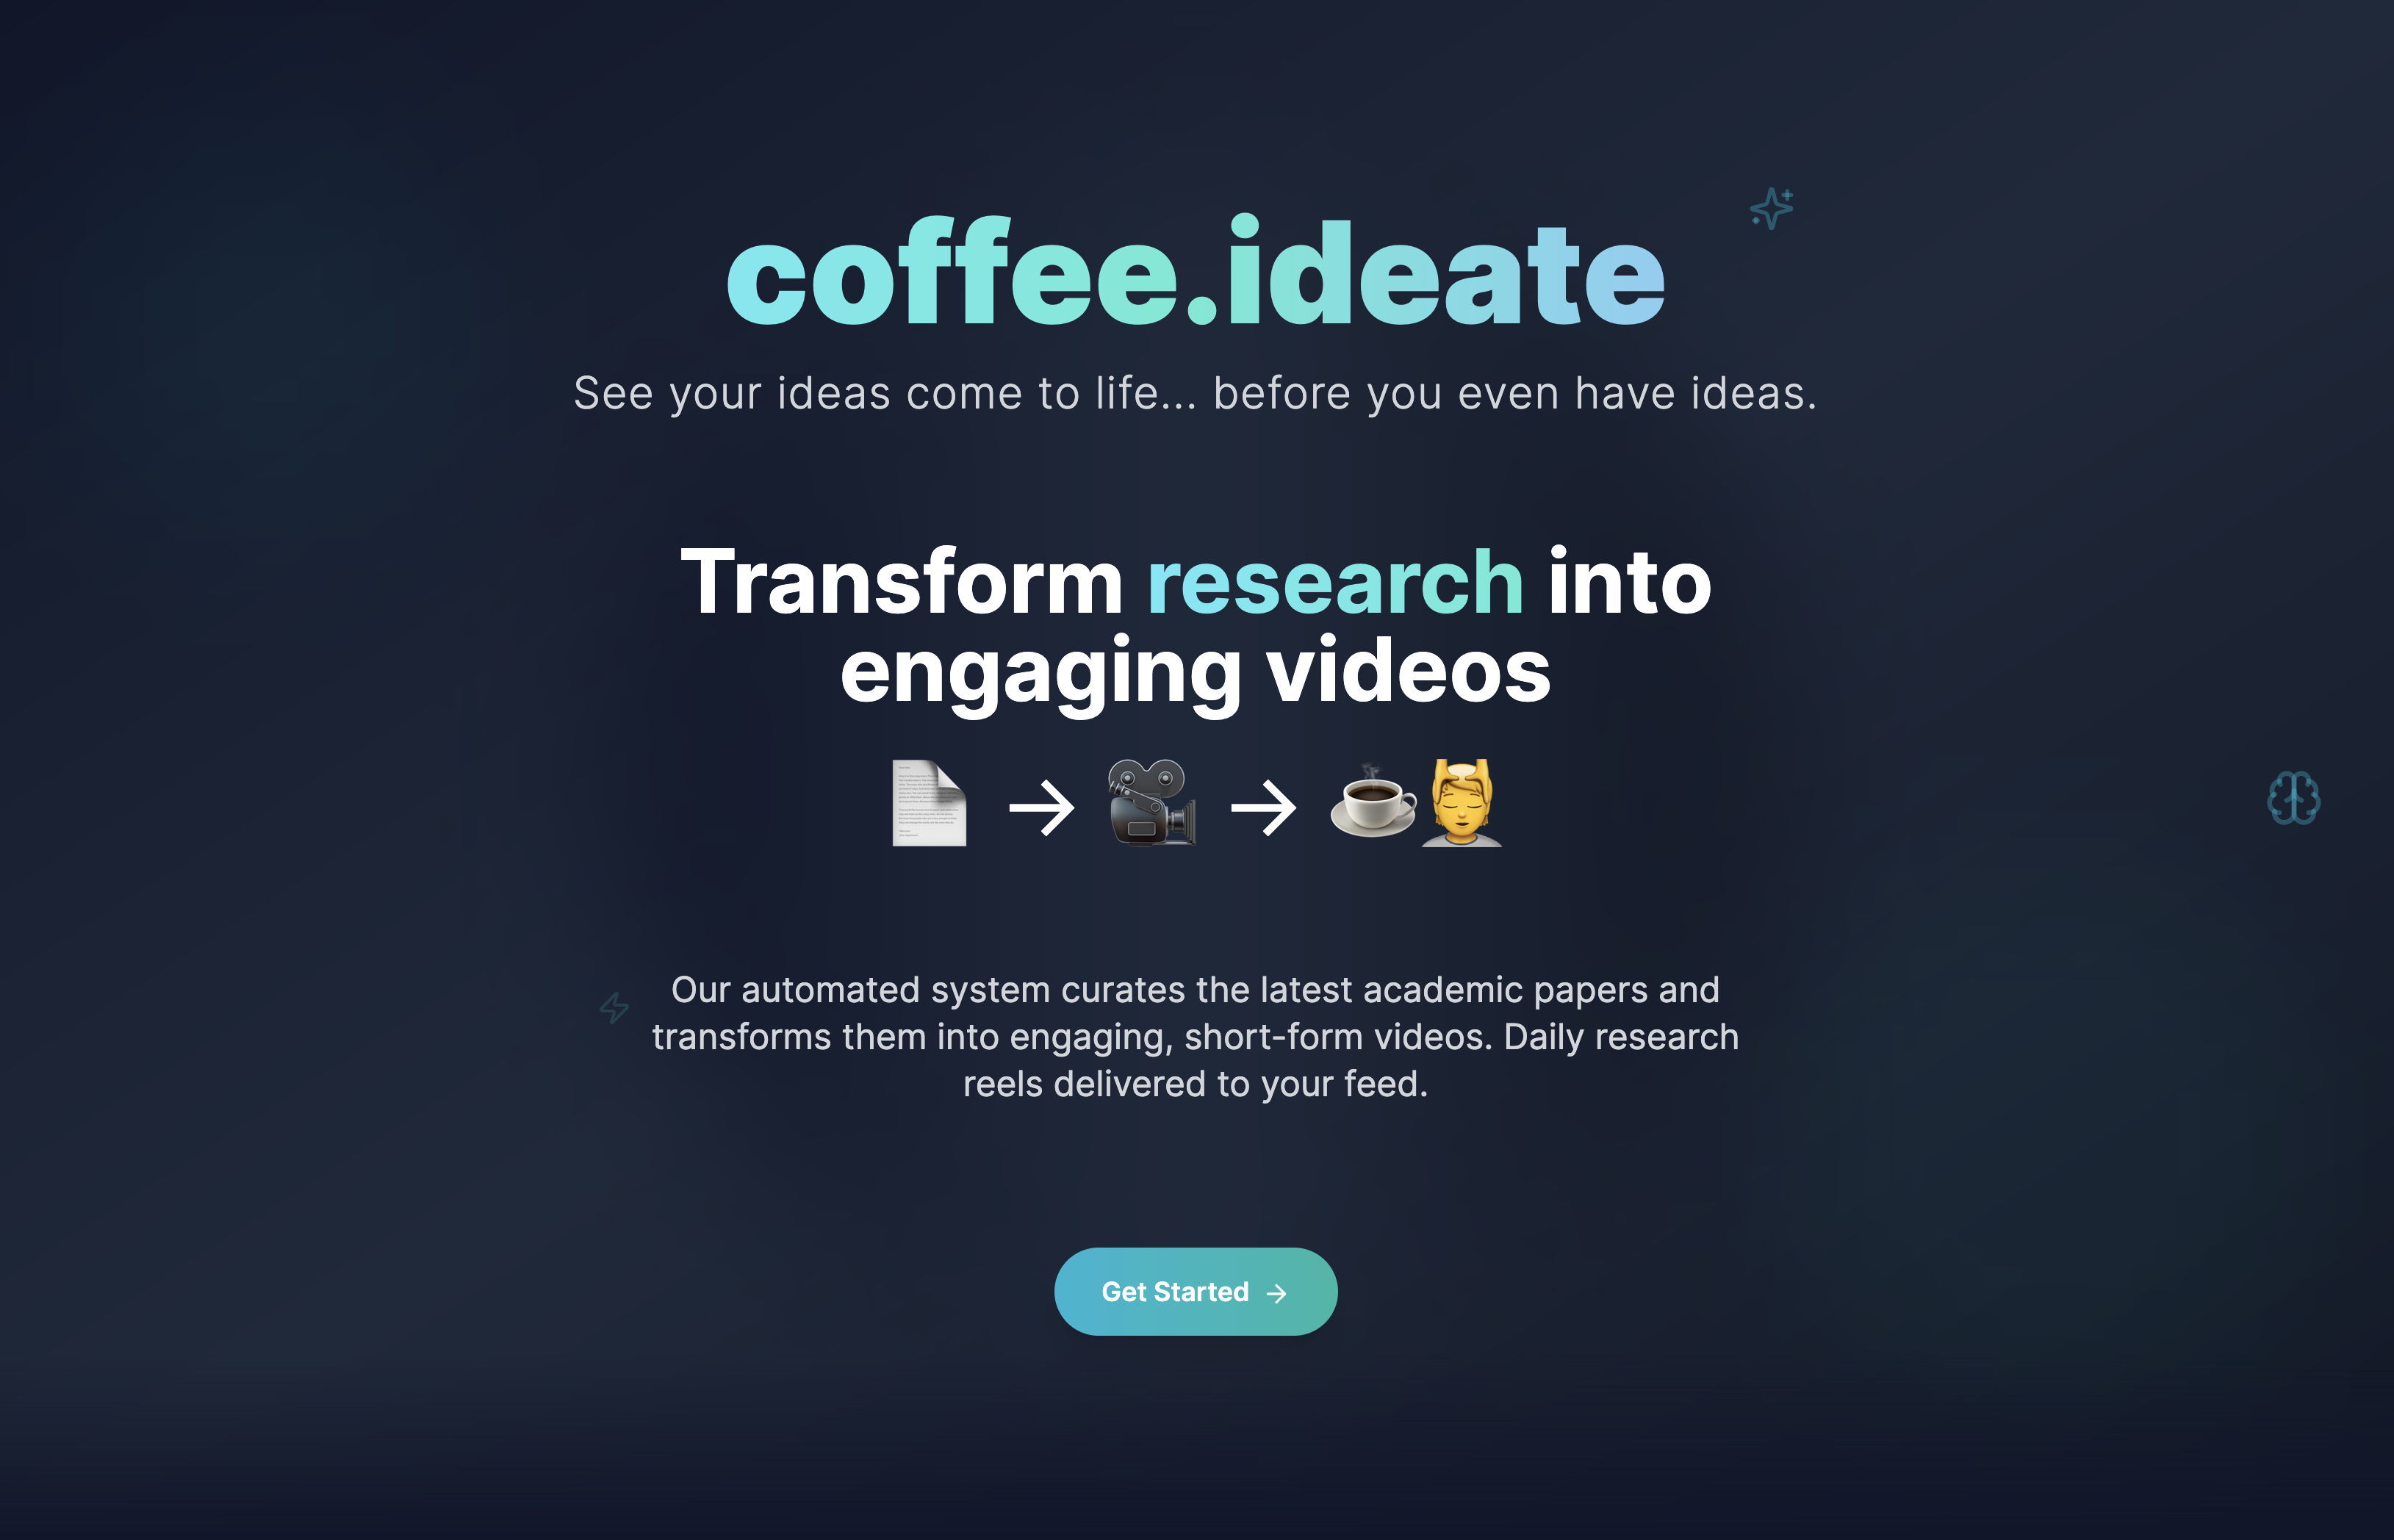 coffee.ideate
See your ideas come to life... before you even have ideas.
Transform research into
engaging videos
Our automated system curates the latest academic papers and
transforms them into engaging, short-form videos. Daily research
reels delivered to your feed.
Get Started